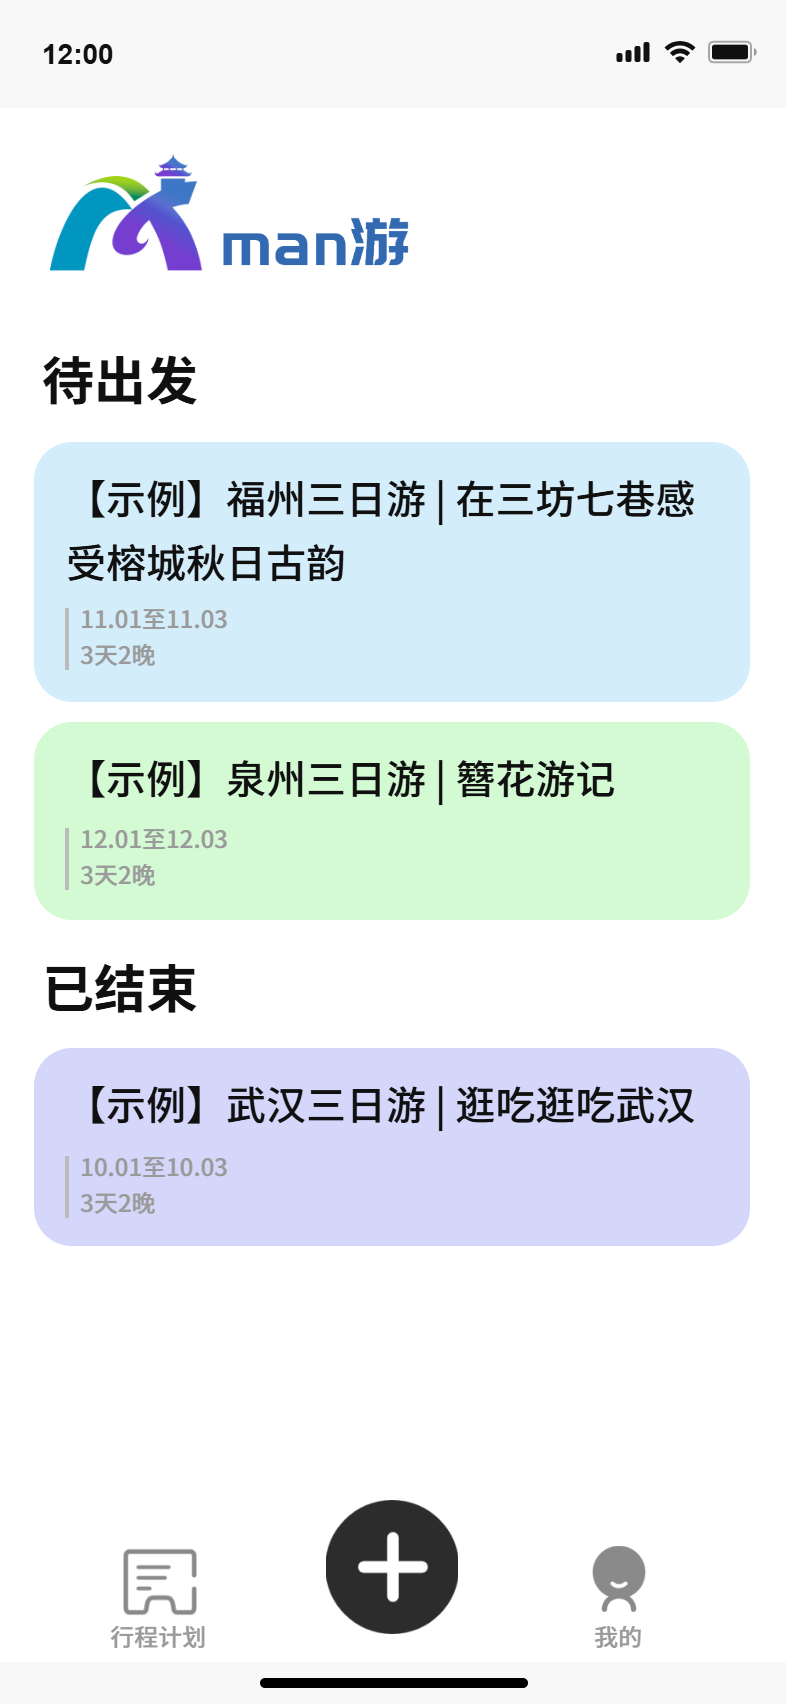 12:00
man游
待出发
【示例】福州三日游 | 在三坊七巷感
受榕城秋日古韵
11.01至11.03
3天2晚
【示例】泉州三日游 | 簪花游记
12.01至12.03
3天2晚
已结束
【示例】武汉三日游 | 逛吃逛吃武汉
10.01至10.03
3天2晚
行程计划
我的